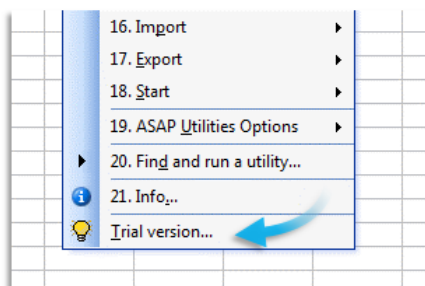 16. Import
17. Export
18. Start
19. ASAP Utilities Options
20. Find and run a utility...
21. Info...
Trial version...